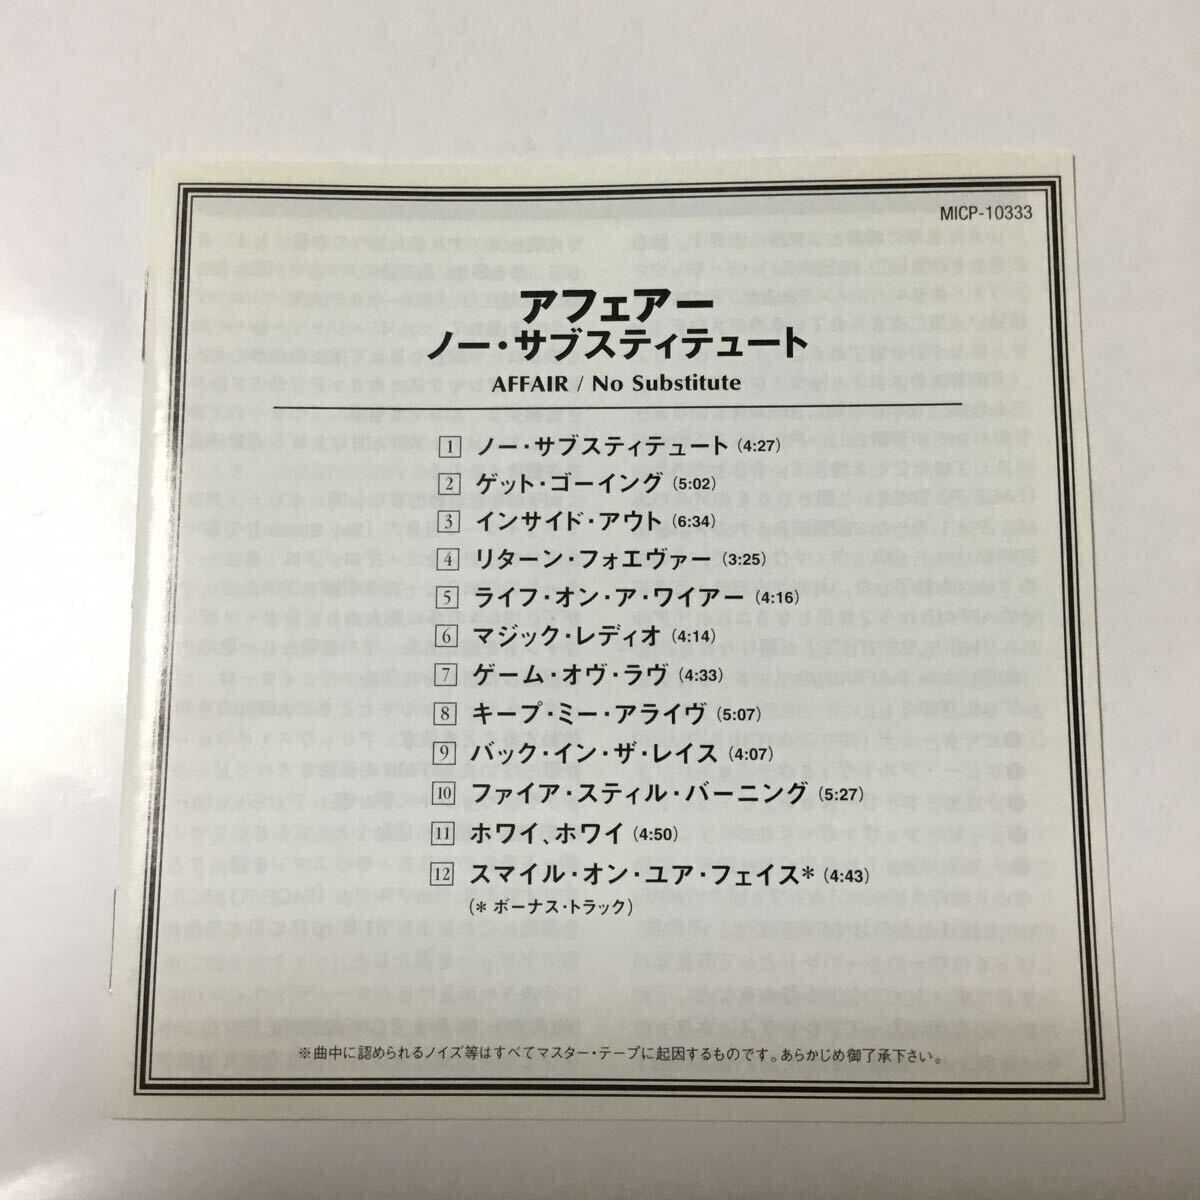 MICP-10333
アフェアー
ノー・サブスティテュート
AFFAIR / No Substitute
1 ノー・サブスティテュート (4:27)
2 ゲット・ゴーイング (5:02)
3 インサイド・アウト (6:34)
4 リターン・フォエヴァー (3:25)
5 ライフ・オン・ア・ワイアー (4:16)
6 マジック・レディオ (4:14)
7 ゲーム・オヴ・ラヴ (4:33)
8 キープ・ミー・アライヴ (5:07)
9 バック・イン・ザ・レイス (4:07)
10 ファイア・スティル・バーニング (5:27)
11 ホワイ、ホワイ (4:50)
12 スマイル・オン・ユア・フェイス* (4:43)
(* ボーナス・トラック)
※曲中に認められるノイズ等はすべてマスター・テープに起因するものです。あらかじめ御了承下さい。